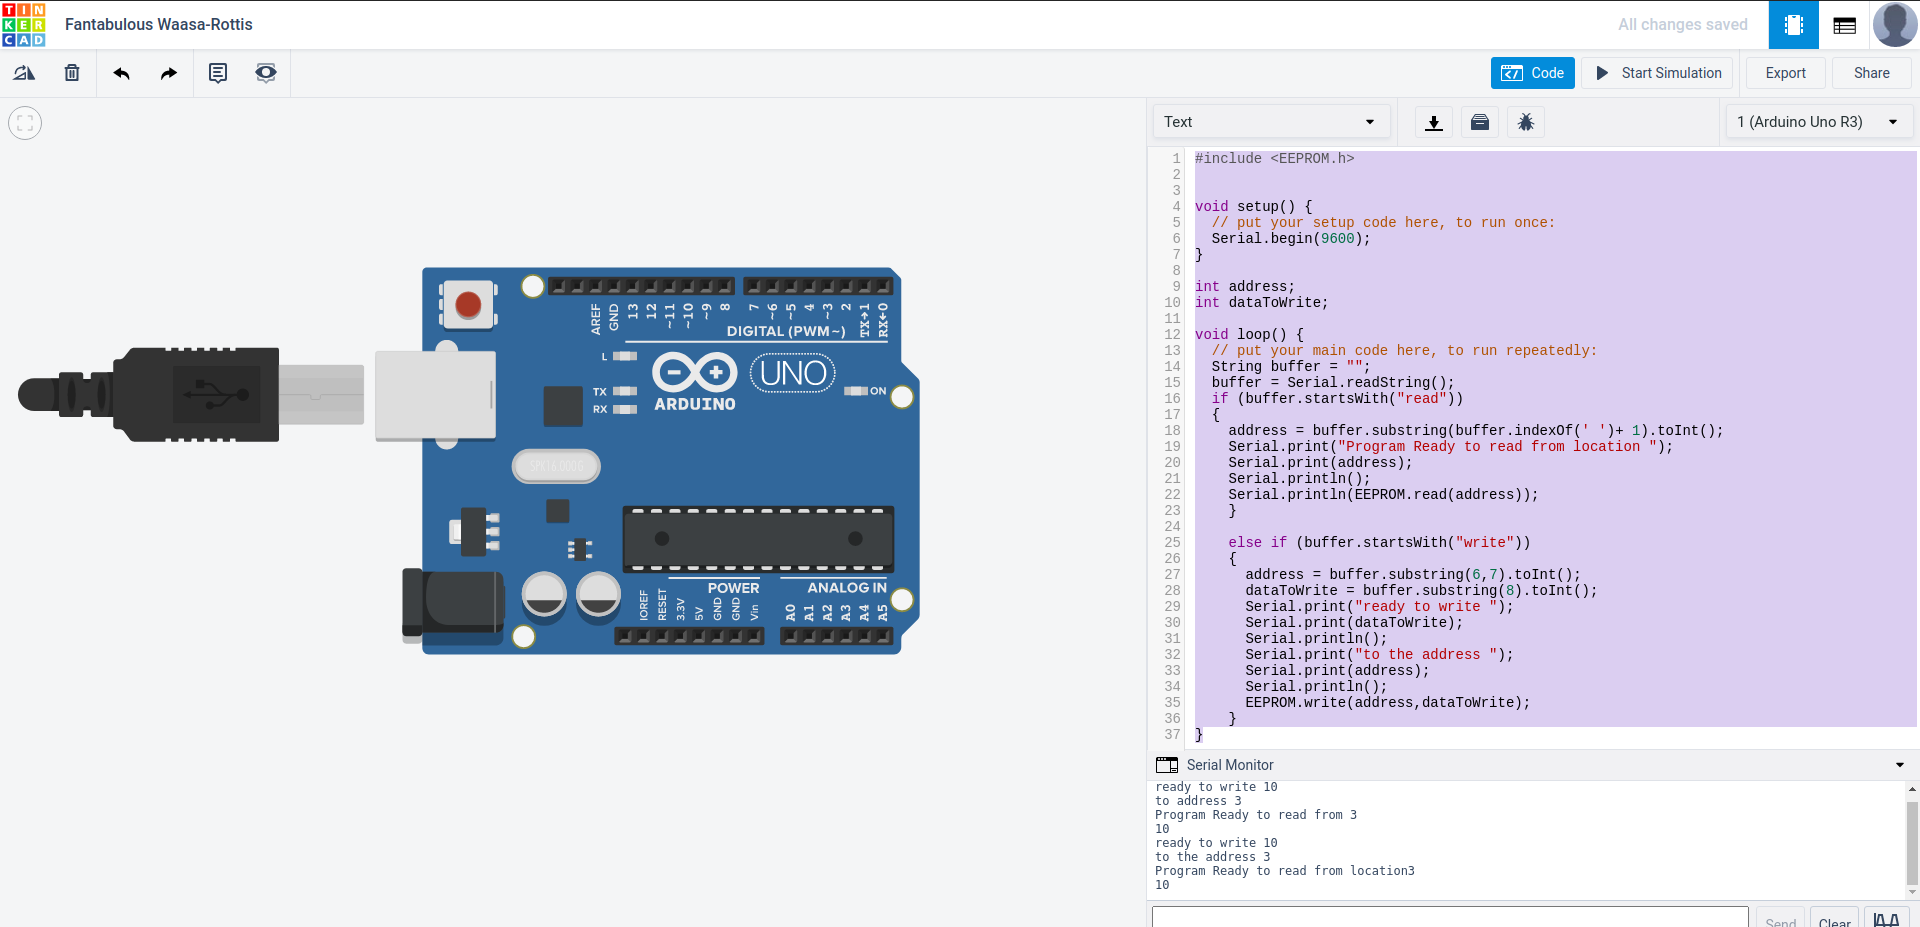 TIN
KER
CAD
Fantabulous Waasa-Rottis
All changes saved
Code
Start Simulation
Export
Share
Text
1 (Arduino Uno R3)
1 #include <EEPROM.h>
2
3
4 void setup() {
5   // put your setup code here, to run once:
6   Serial.begin(9600);
7 }
8
9 int address;
10 int dataToWrite;
11
12 void loop() {
13   // put your main code here, to run repeatedly:
14   String buffer = "";
15   buffer = Serial.readString();
16   if (buffer.startsWith("read"))
17   {
18     address = buffer.substring(buffer.indexOf(' ')+ 1).toInt();
19     Serial.print("Program Ready to read from location ");
20     Serial.print(address);
21     Serial.println();
22     Serial.println(EEPROM.read(address));
23     }
24
25     else if (buffer.startsWith("write"))
26     {
27       address = buffer.substring(6,7).toInt();
28       dataToWrite = buffer.substring(8).toInt();
29       Serial.print("ready to write ");
30       Serial.print(dataToWrite);
31       Serial.println();
32       Serial.print("to the address ");
33       Serial.print(address);
34       Serial.println();
35       EEPROM.write(address,dataToWrite);
36     }
37 }
Serial Monitor
ready to write 10
to address 3
Program Ready to read from 3
10
ready to write 10
to the address 3
Program Ready to read from location3
10
Send
Clear
AREF
GND
13
12
~11
~10
~9
8
7
~6
~5
4
~3
2
TX→1
RX←0
DIGITAL (PWM~)
L
TX
RX
ARDUINO
UNO
ON
SPK16.000G
POWER
ANALOG IN
IOREF
RESET
3.3V
5V
GND
GND
Vin
A0
A1
A2
A3
A4
A5